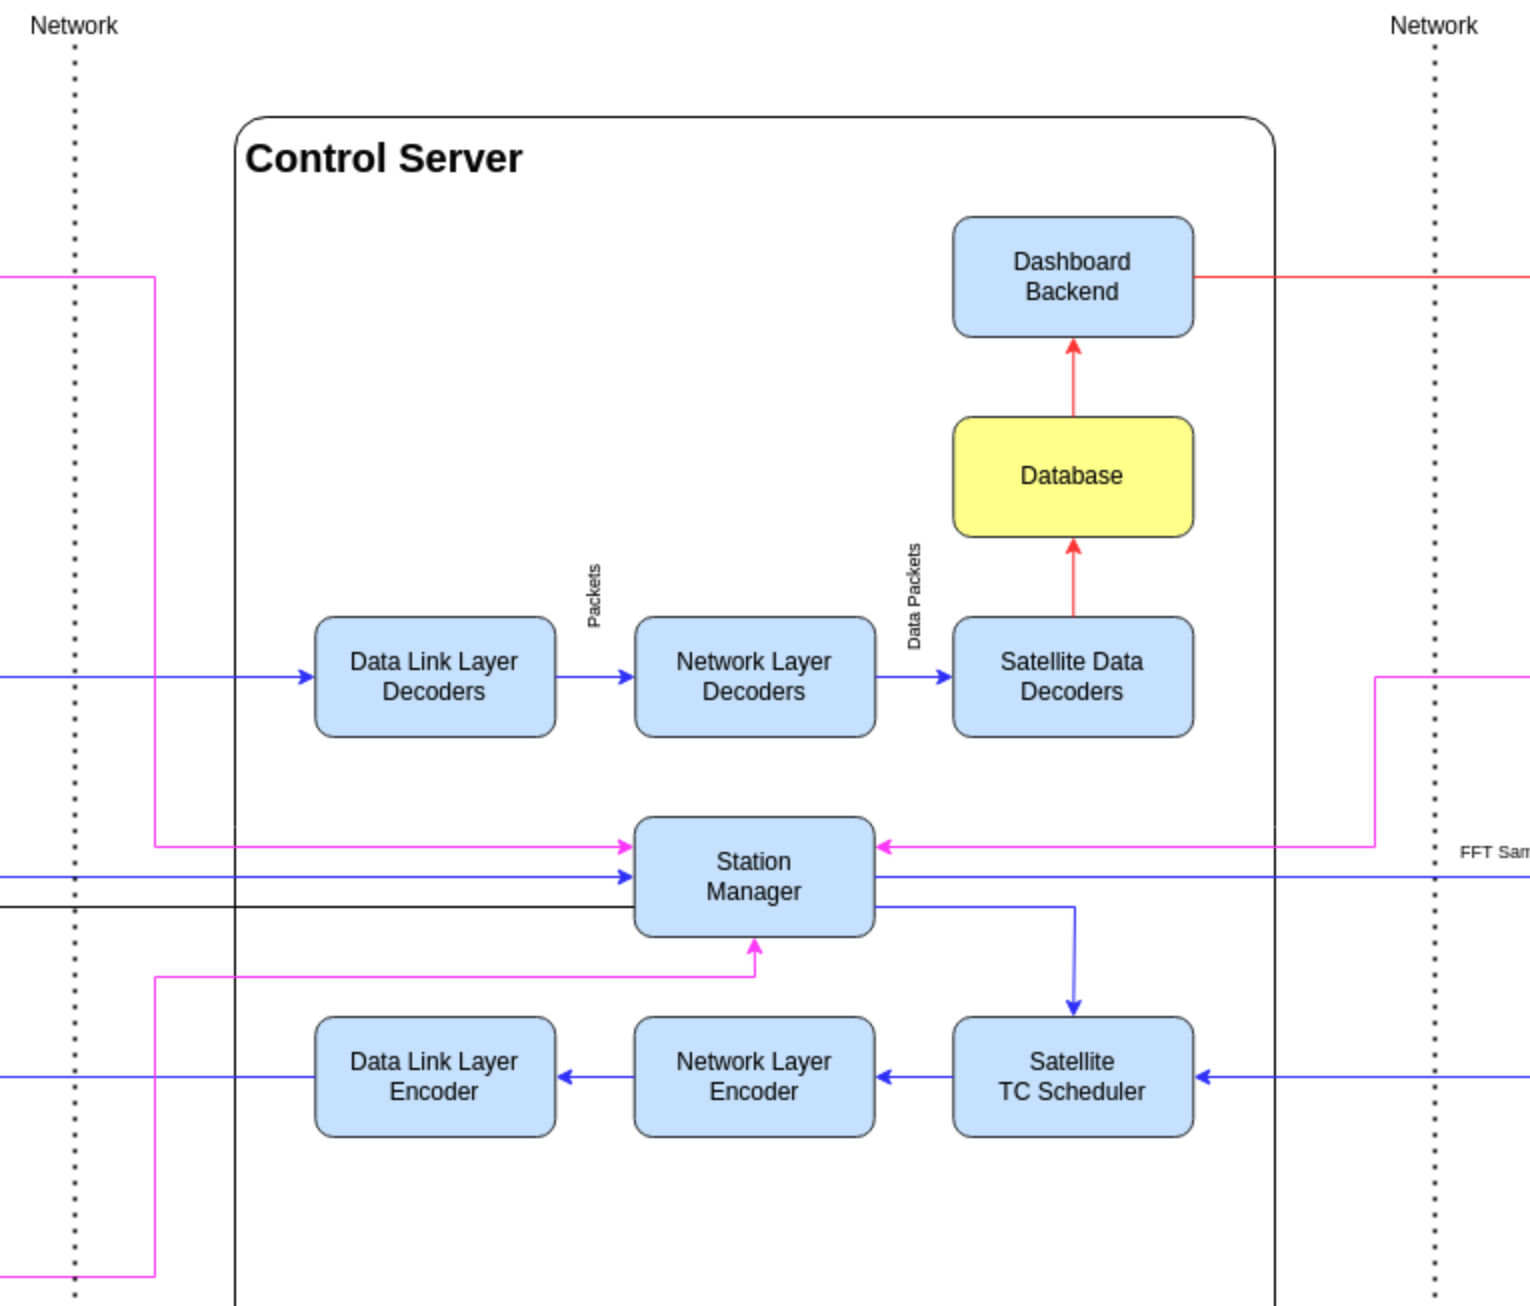 Network
Network
Control Server
Dashboard
Backend
Database
Packets
Data Packets
Data Link Layer
Decoders
Network Layer
Decoders
Satellite Data
Decoders
Station
Manager
FFT Sam
Data Link Layer
Encoder
Network Layer
Encoder
Satellite
TC Scheduler